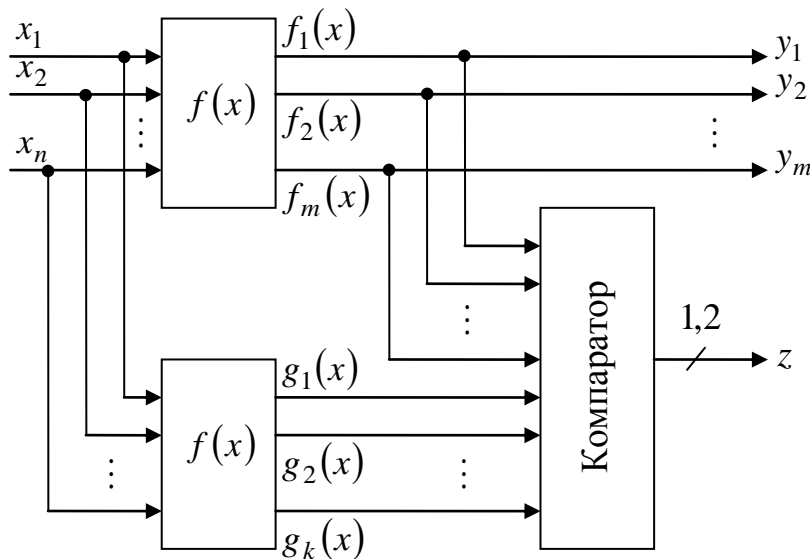 x₁
f₁(x)
y₁
x₂
f(x)
f₂(x)
y₂
⋮
⋮
xₙ
fₘ(x)
yₘ
Компаратор
1,2
z
⋮
g₁(x)
f(x)
g₂(x)
⋮
⋮
gₖ(x)